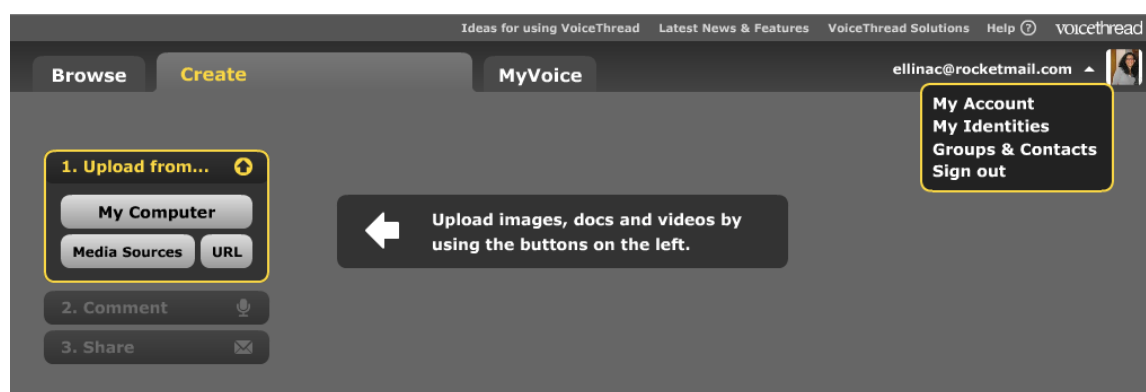 Ideas for using VoiceThread Latest News & Features VoiceThread Solutions Help ? voicethread
Browse Create MyVoice ellinac@rocketmail.com
My Account
My Identities
Groups & Contacts
Sign out
1. Upload from...
My Computer
Media Sources URL
Upload images, docs and videos by
using the buttons on the left.
2. Comment
3. Share